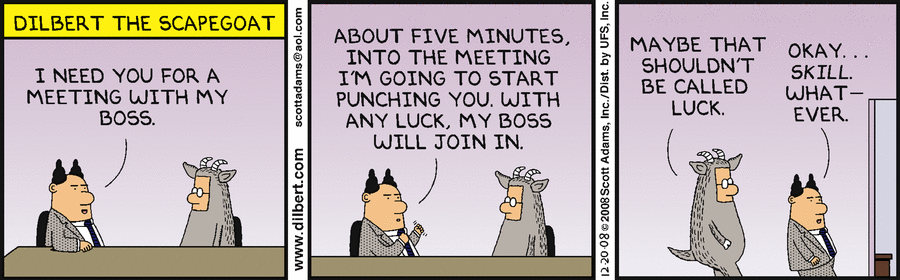 DILBERT THE SCAPEGOAT
I NEED YOU FOR A
MEETING WITH MY
BOSS.
www.dilbert.com scottadams@aol.com
ABOUT FIVE MINUTES,
INTO THE MEETING
I'M GOING TO START
PUNCHING YOU. WITH
ANY LUCK, MY BOSS
WILL JOIN IN.
12-20-08 © 2008 Scott Adams, Inc./Dist. by UFS, Inc.
MAYBE THAT
SHOULDN'T
BE CALLED
LUCK.
OKAY...
SKILL.
WHAT-
EVER.